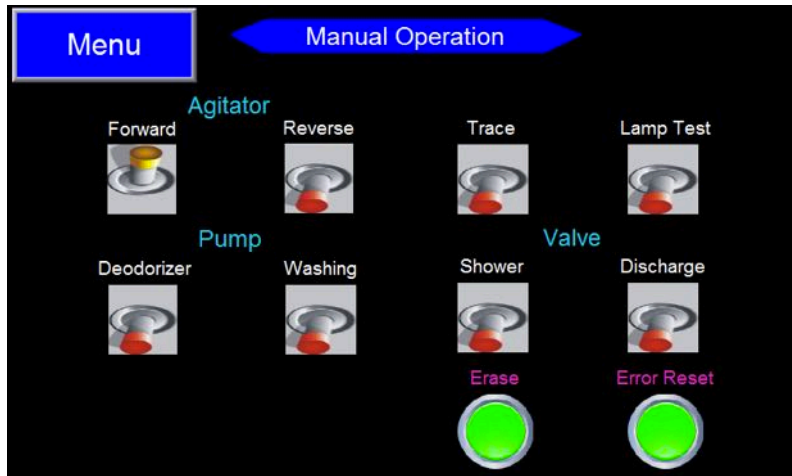 Menu
Manual Operation
Agitator
Forward
Reverse
Trace
Lamp Test
Pump
Valve
Deodorizer
Washing
Shower
Discharge
Erase
Error Reset